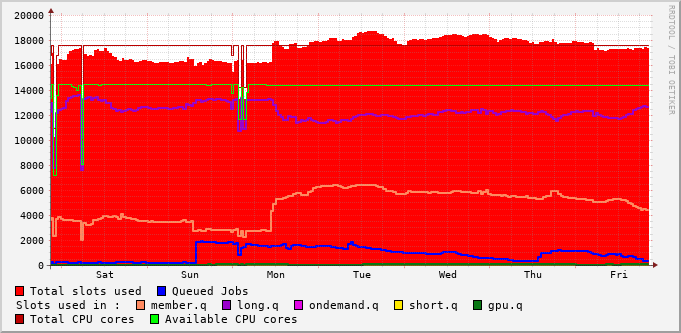 20000
18000
16000
14000
12000
10000
8000
6000
4000
2000
0
Sat Sun Mon Tue Wed Thu Fri
Total slots used Queued Jobs
Slots used in : member.q long.q ondemand.q short.q gpu.q
Total CPU cores Available CPU cores
RRDTOOL / TOBI OETIKER